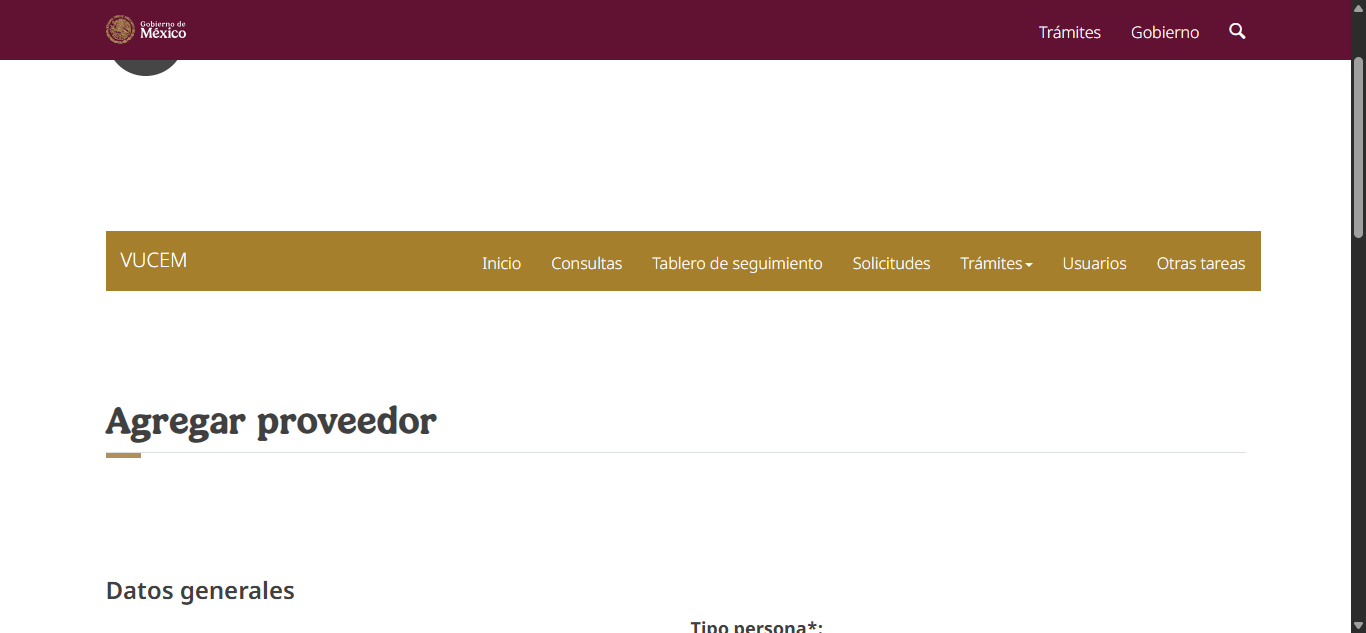 Gobierno de
México
Trámites Gobierno
VUCEM Inicio Consultas Tablero de seguimiento Solicitudes Trámites Usuarios Otras tareas
Agregar proveedor
Datos generales
Tipo persona*: